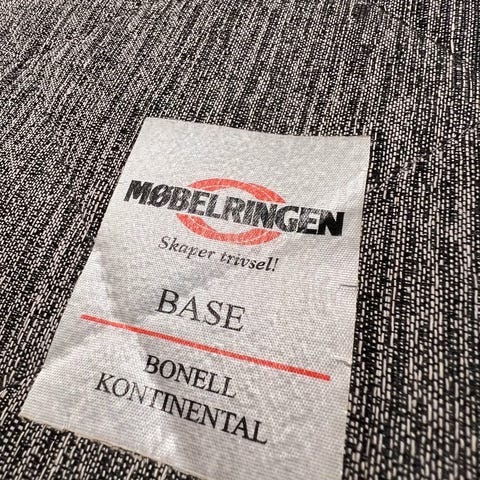 MØBELRINGEN
Skaper trivsel!
BASE
BONELL
KONTINENTAL